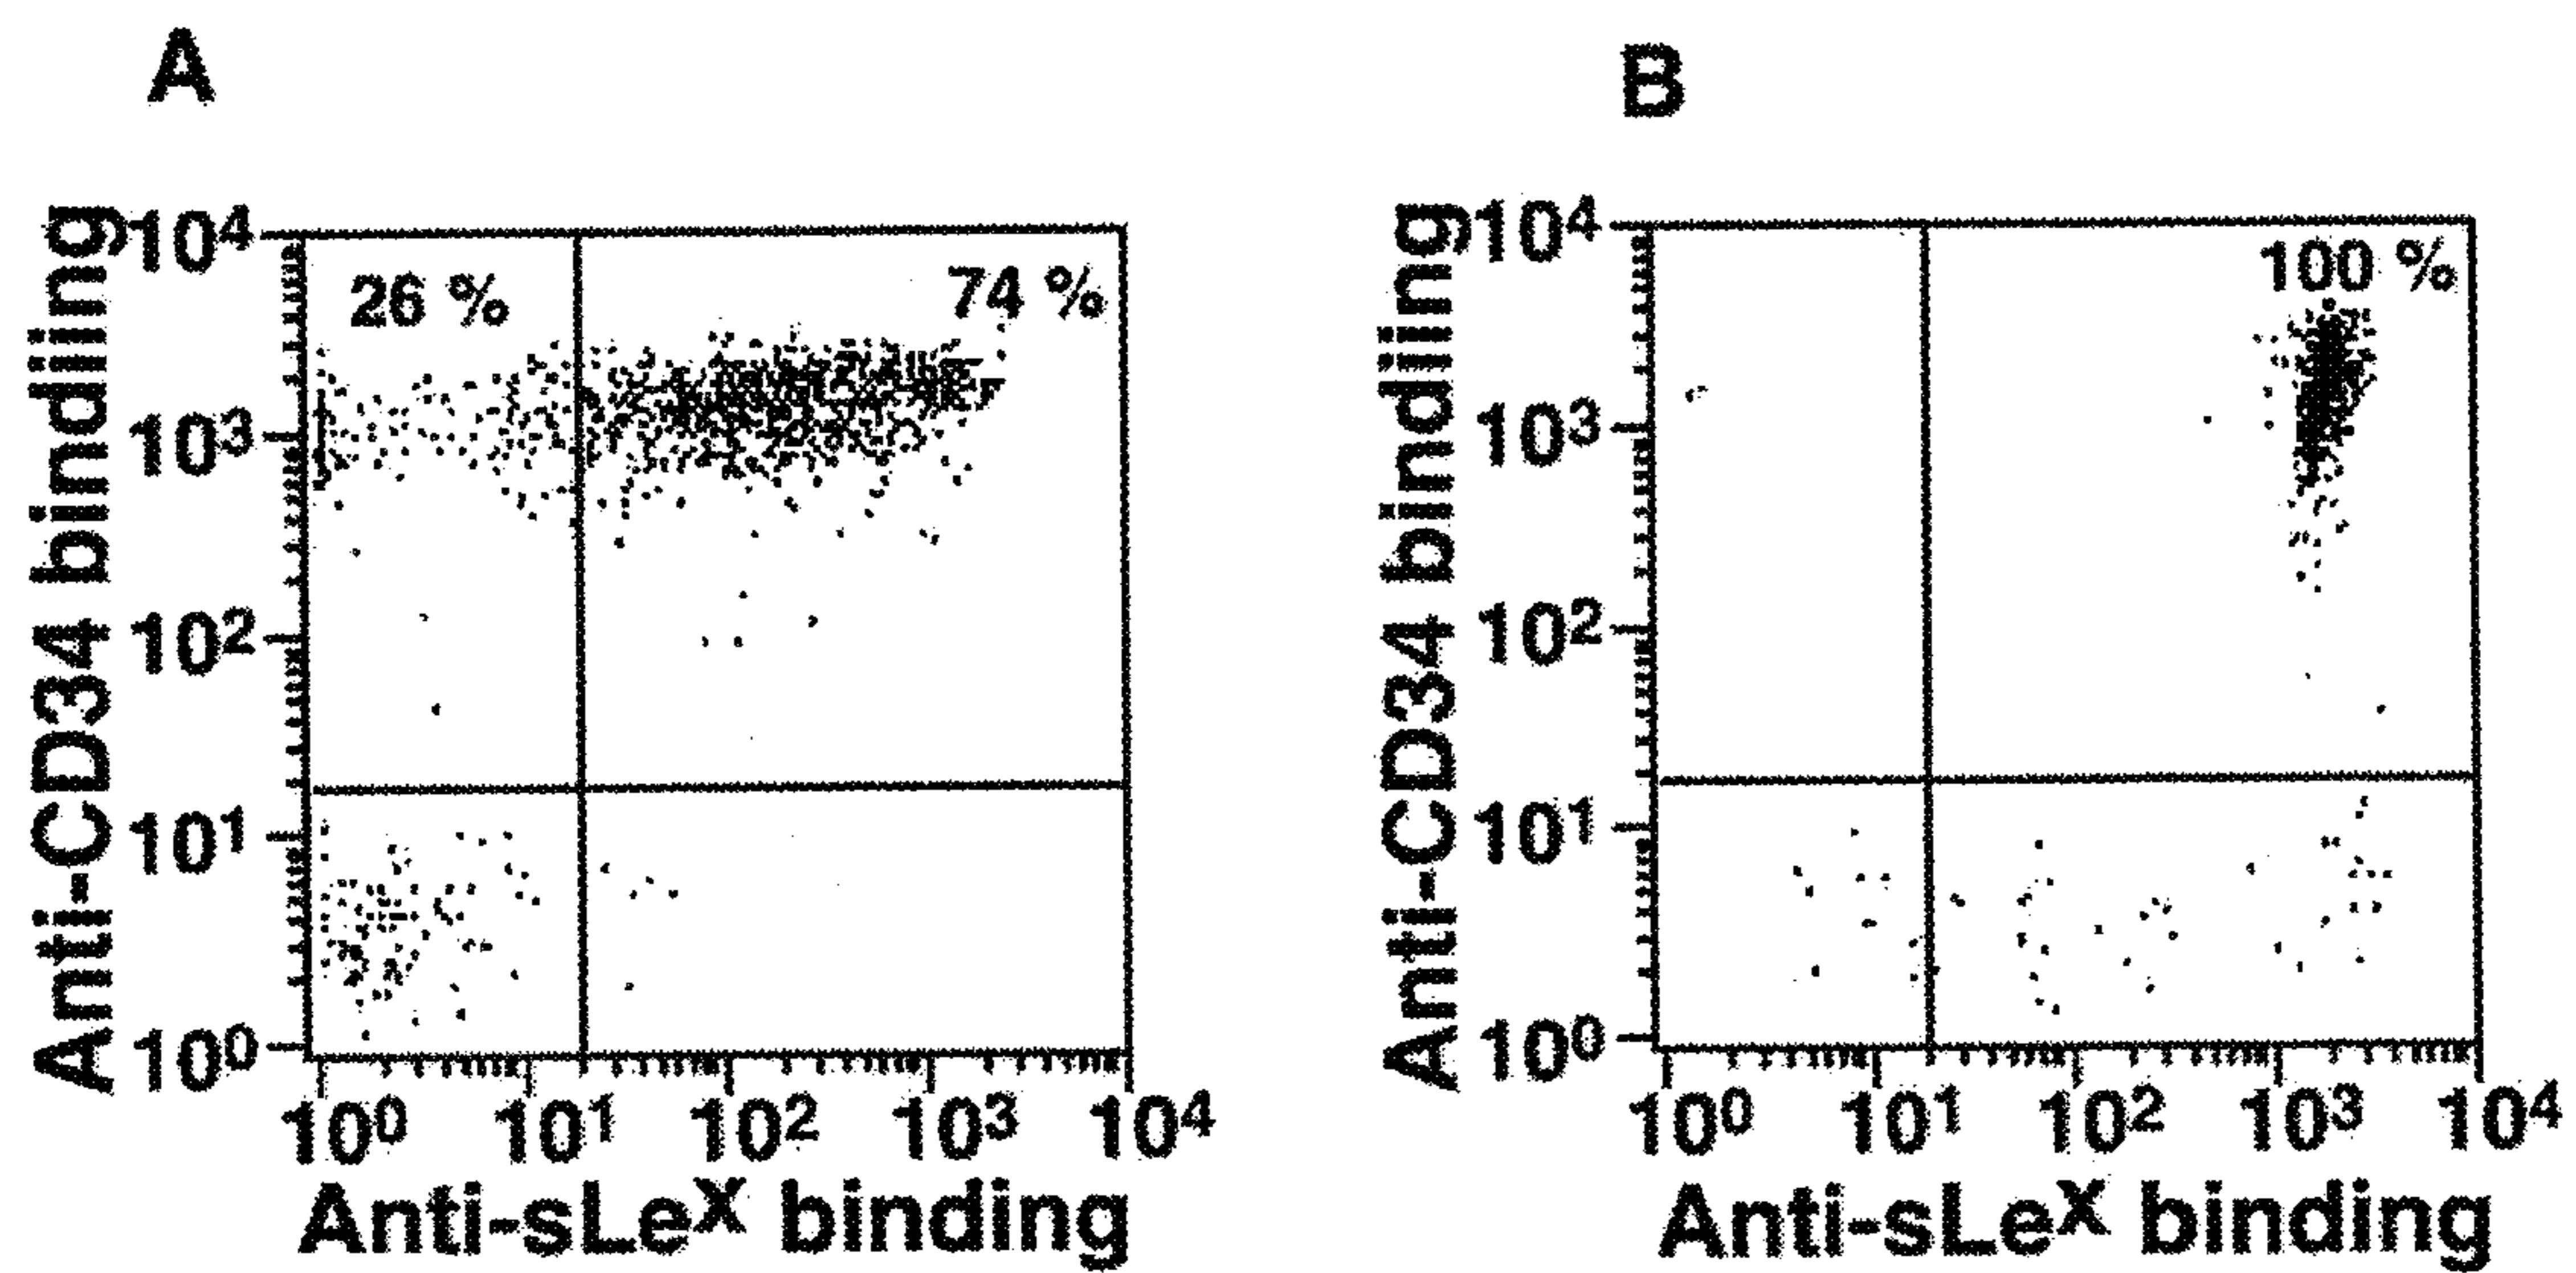 A
B
Anti-CD34 binding
10⁴
10³
10²
10¹
10⁰
26 %
74 %
10⁰ 10¹ 10² 10³ 10⁴
Anti-sLeˣ binding
Anti-CD34 binding
10⁴
10³
10²
10¹
10⁰
100 %
10⁰ 10¹ 10² 10³ 10⁴
Anti-sLeˣ binding